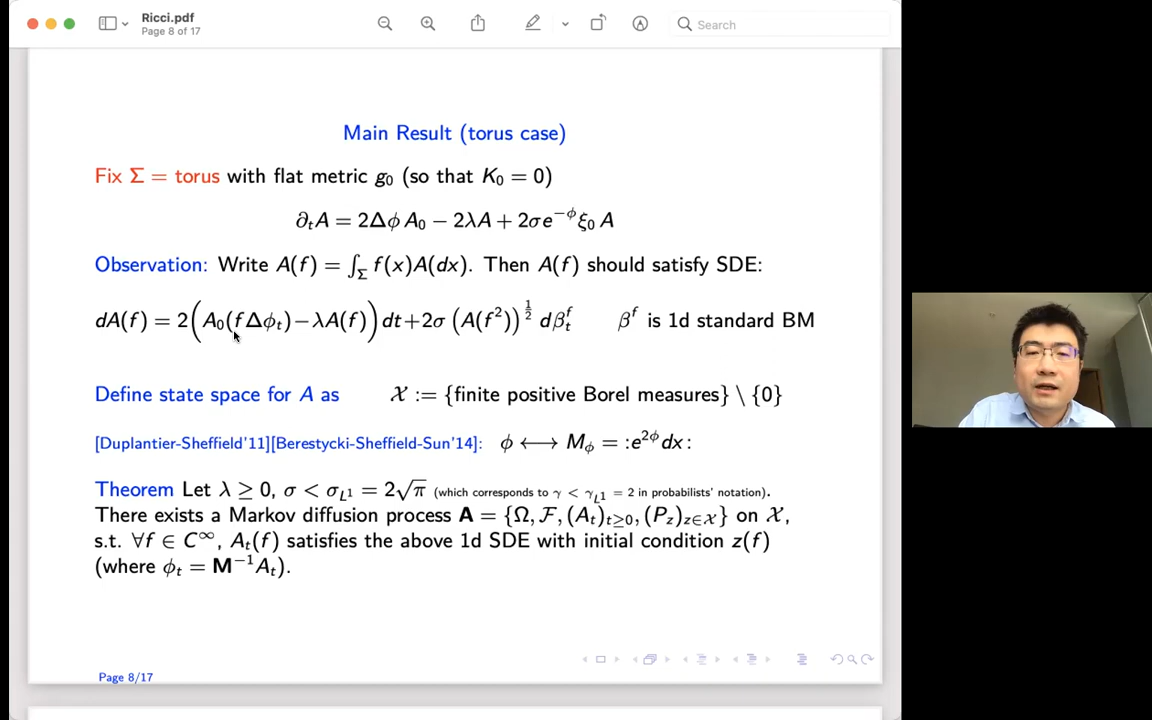 Ricci.pdf
Page 8 of 17
Search
Main Result (torus case)
Fix Σ = torus with flat metric g₀ (so that K₀ = 0)
∂ₜA = 2Δϕ A₀ − 2λA + 2σe^{−ϕ}ξ₀ A
Observation: Write A(f) = ∫_Σ f(x)A(dx). Then A(f) should satisfy SDE:
dA(f) = 2(A₀(fΔϕₜ)−λA(f))dt+2σ (A(f²))^{1/2} dβₜᶠ βᶠ is 1d standard BM
Define state space for A as 𝒳 := {finite positive Borel measures} \ {0}
[Duplantier-Sheffield'11][Berestycki-Sheffield-Sun'14]: ϕ ⟷ M_ϕ = :e^{2ϕ}dx:
Theorem Let λ ≥ 0, σ < σ_{L¹} = 2√π (which corresponds to γ < γ_{L¹} = 2 in probabilists' notation).
There exists a Markov diffusion process 𝐀 = {Ω, ℱ, (Aₜ)ₜ≥₀, (P_z)_{z∈𝒳}} on 𝒳,
s.t. ∀f ∈ C^∞, Aₜ(f) satisfies the above 1d SDE with initial condition z(f)
(where ϕₜ = 𝐌⁻¹Aₜ).
Page 8/17